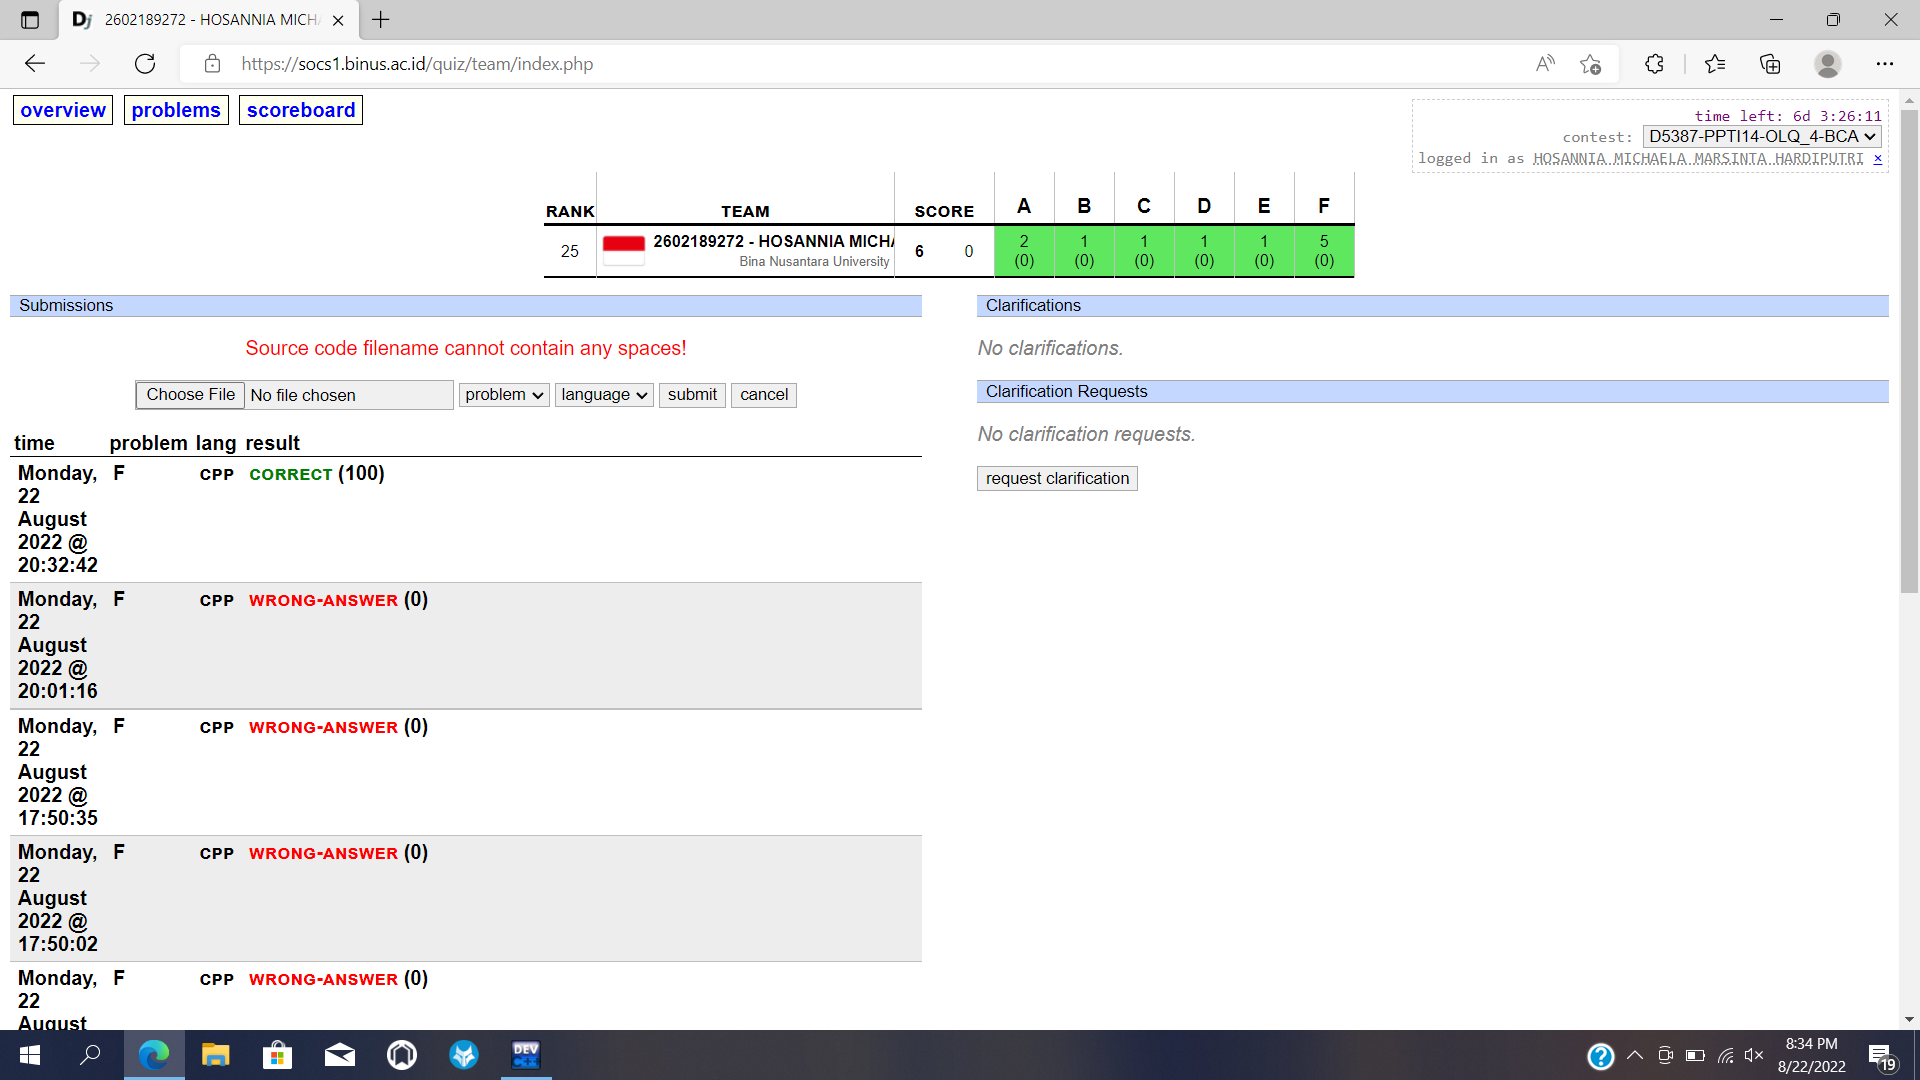 2602189272 - HOSANNIA MICH
https://socs1.binus.ac.id/quiz/team/index.php
overview problems scoreboard
time left: 6d 3:26:11
contest: D5387-PPTI14-OLQ_4-BCA
logged in as HOSANNIA MICHAELA MARSINTA HARDIPUTRI ×
RANK TEAM SCORE A B C D E F
25 2602189272 - HOSANNIA MICHA 6 0 2 1 1 1 1 5
Bina Nusantara University (0) (0) (0) (0) (0) (0)
Submissions
Source code filename cannot contain any spaces!
Choose File No file chosen problem language submit cancel
time problem lang result
Monday, F CPP CORRECT (100)
22
August
2022 @
20:32:42
Monday, F CPP WRONG-ANSWER (0)
22
August
2022 @
20:01:16
Monday, F CPP WRONG-ANSWER (0)
22
August
2022 @
17:50:35
Monday, F CPP WRONG-ANSWER (0)
22
August
2022 @
17:50:02
Monday, F CPP WRONG-ANSWER (0)
22
August
Clarifications
No clarifications.
Clarification Requests
No clarification requests.
request clarification
DEV
C++
8:34 PM
8/22/2022
19